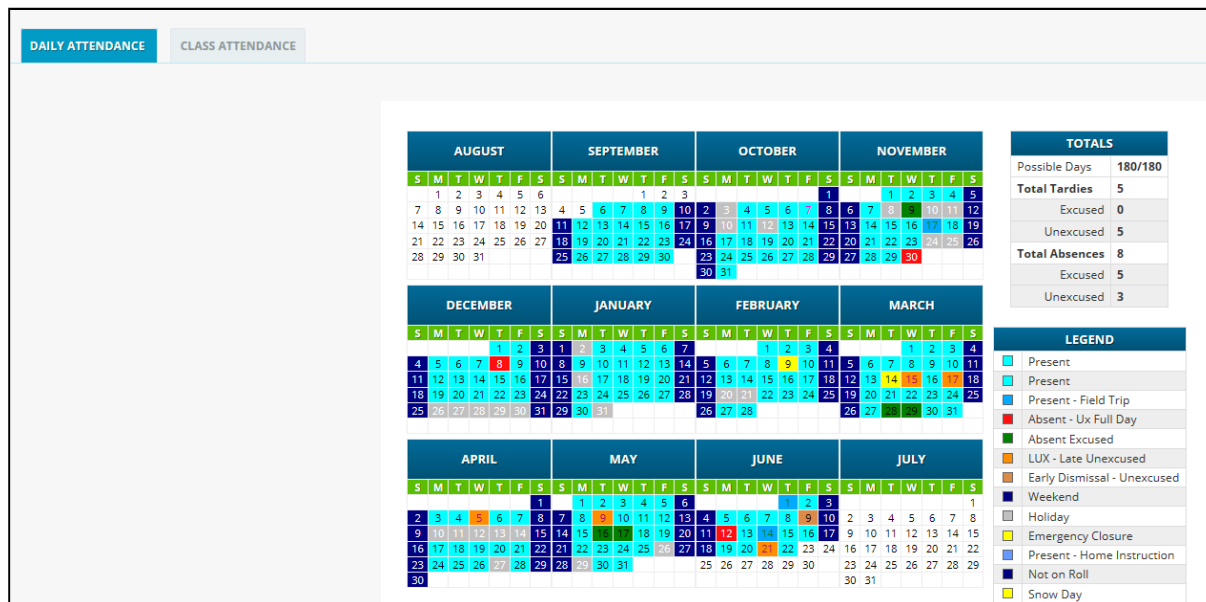 DAILY ATTENDANCE CLASS ATTENDANCE
AUGUST SEPTEMBER OCTOBER NOVEMBER
S M T W T F S S M T W T F S S M T W T F S S M T W T F S
1 2 3 4 5 6 1 2 3 1 1 2 3 4 5
7 8 9 10 11 12 13 4 5 6 7 8 9 10 2 3 4 5 6 7 8 6 7 8 9 10 11 12
14 15 16 17 18 19 20 11 12 13 14 15 16 17 9 10 11 12 13 14 15 13 14 15 16 17 18 19
21 22 23 24 25 26 27 18 19 20 21 22 23 24 16 17 18 19 20 21 22 20 21 22 23 24 25 26
28 29 30 31 25 26 27 28 29 30 23 24 25 26 27 28 29 27 28 29 30
30 31
DECEMBER JANUARY FEBRUARY MARCH
S M T W T F S S M T W T F S S M T W T F S S M T W T F S
1 2 3 1 2 3 4 5 6 7 1 2 3 4 1 2 3 4
4 5 6 7 8 9 10 8 9 10 11 12 13 14 5 6 7 8 9 10 11 5 6 7 8 9 10 11
11 12 13 14 15 16 17 15 16 17 18 19 20 21 12 13 14 15 16 17 18 12 13 14 15 16 17 18
18 19 20 21 22 23 24 22 23 24 25 26 27 28 19 20 21 22 23 24 25 19 20 21 22 23 24 25
25 26 27 28 29 30 31 29 30 31 26 27 28 26 27 28 29 30 31
APRIL MAY JUNE JULY
S M T W T F S S M T W T F S S M T W T F S S M T W T F S
1 1 2 3 4 5 6 1 2 3 1
2 3 4 5 6 7 8 7 8 9 10 11 12 13 4 5 6 7 8 9 10 2 3 4 5 6 7 8
9 10 11 12 13 14 15 14 15 16 17 18 19 20 11 12 13 14 15 16 17 9 10 11 12 13 14 15
16 17 18 19 20 21 22 21 22 23 24 25 26 27 18 19 20 21 22 23 24 16 17 18 19 20 21 22
23 24 25 26 27 28 29 28 29 30 31 25 26 27 28 29 30 23 24 25 26 27 28 29
30 30 31
TOTALS
Possible Days 180/180
Total Tardies 5
Excused 0
Unexcused 5
Total Absences 8
Excused 5
Unexcused 3
LEGEND
Present
Present
Present - Field Trip
Absent - Ux Full Day
Absent Excused
LUX - Late Unexcused
Early Dismissal - Unexcused
Weekend
Holiday
Emergency Closure
Present - Home Instruction
Not on Roll
Snow Day